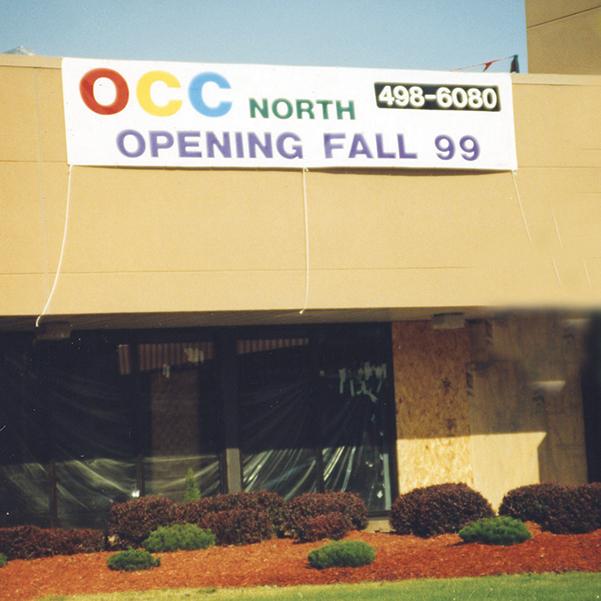 OCC NORTH 498-6080
OPENING FALL 99